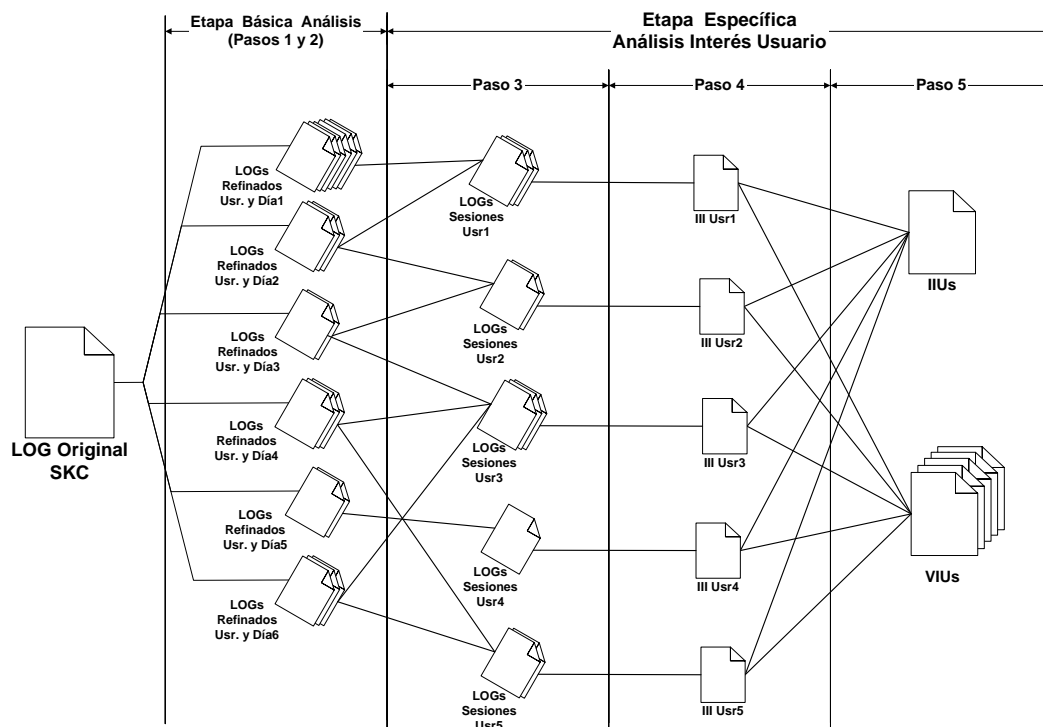 Etapa Básica Análisis
(Pasos 1 y 2)
Etapa Específica
Análisis Interés Usuario
Paso 3
Paso 4
Paso 5
LOG Original
SKC
LOGs
Refinados
Usr. y Día1
LOGs
Refinados
Usr. y Día2
LOGs
Refinados
Usr. y Día3
LOGs
Refinados
Usr. y Día4
LOGs
Refinados
Usr. y Día5
LOGs
Refinados
Usr. y Día6
LOGs
Sesiones
Usr1
LOGs
Sesiones
Usr2
LOGs
Sesiones
Usr3
LOGs
Sesiones
Usr4
LOGs
Sesiones
Usr5
III Usr1
III Usr2
III Usr3
III Usr4
III Usr5
IIUs
VIUs